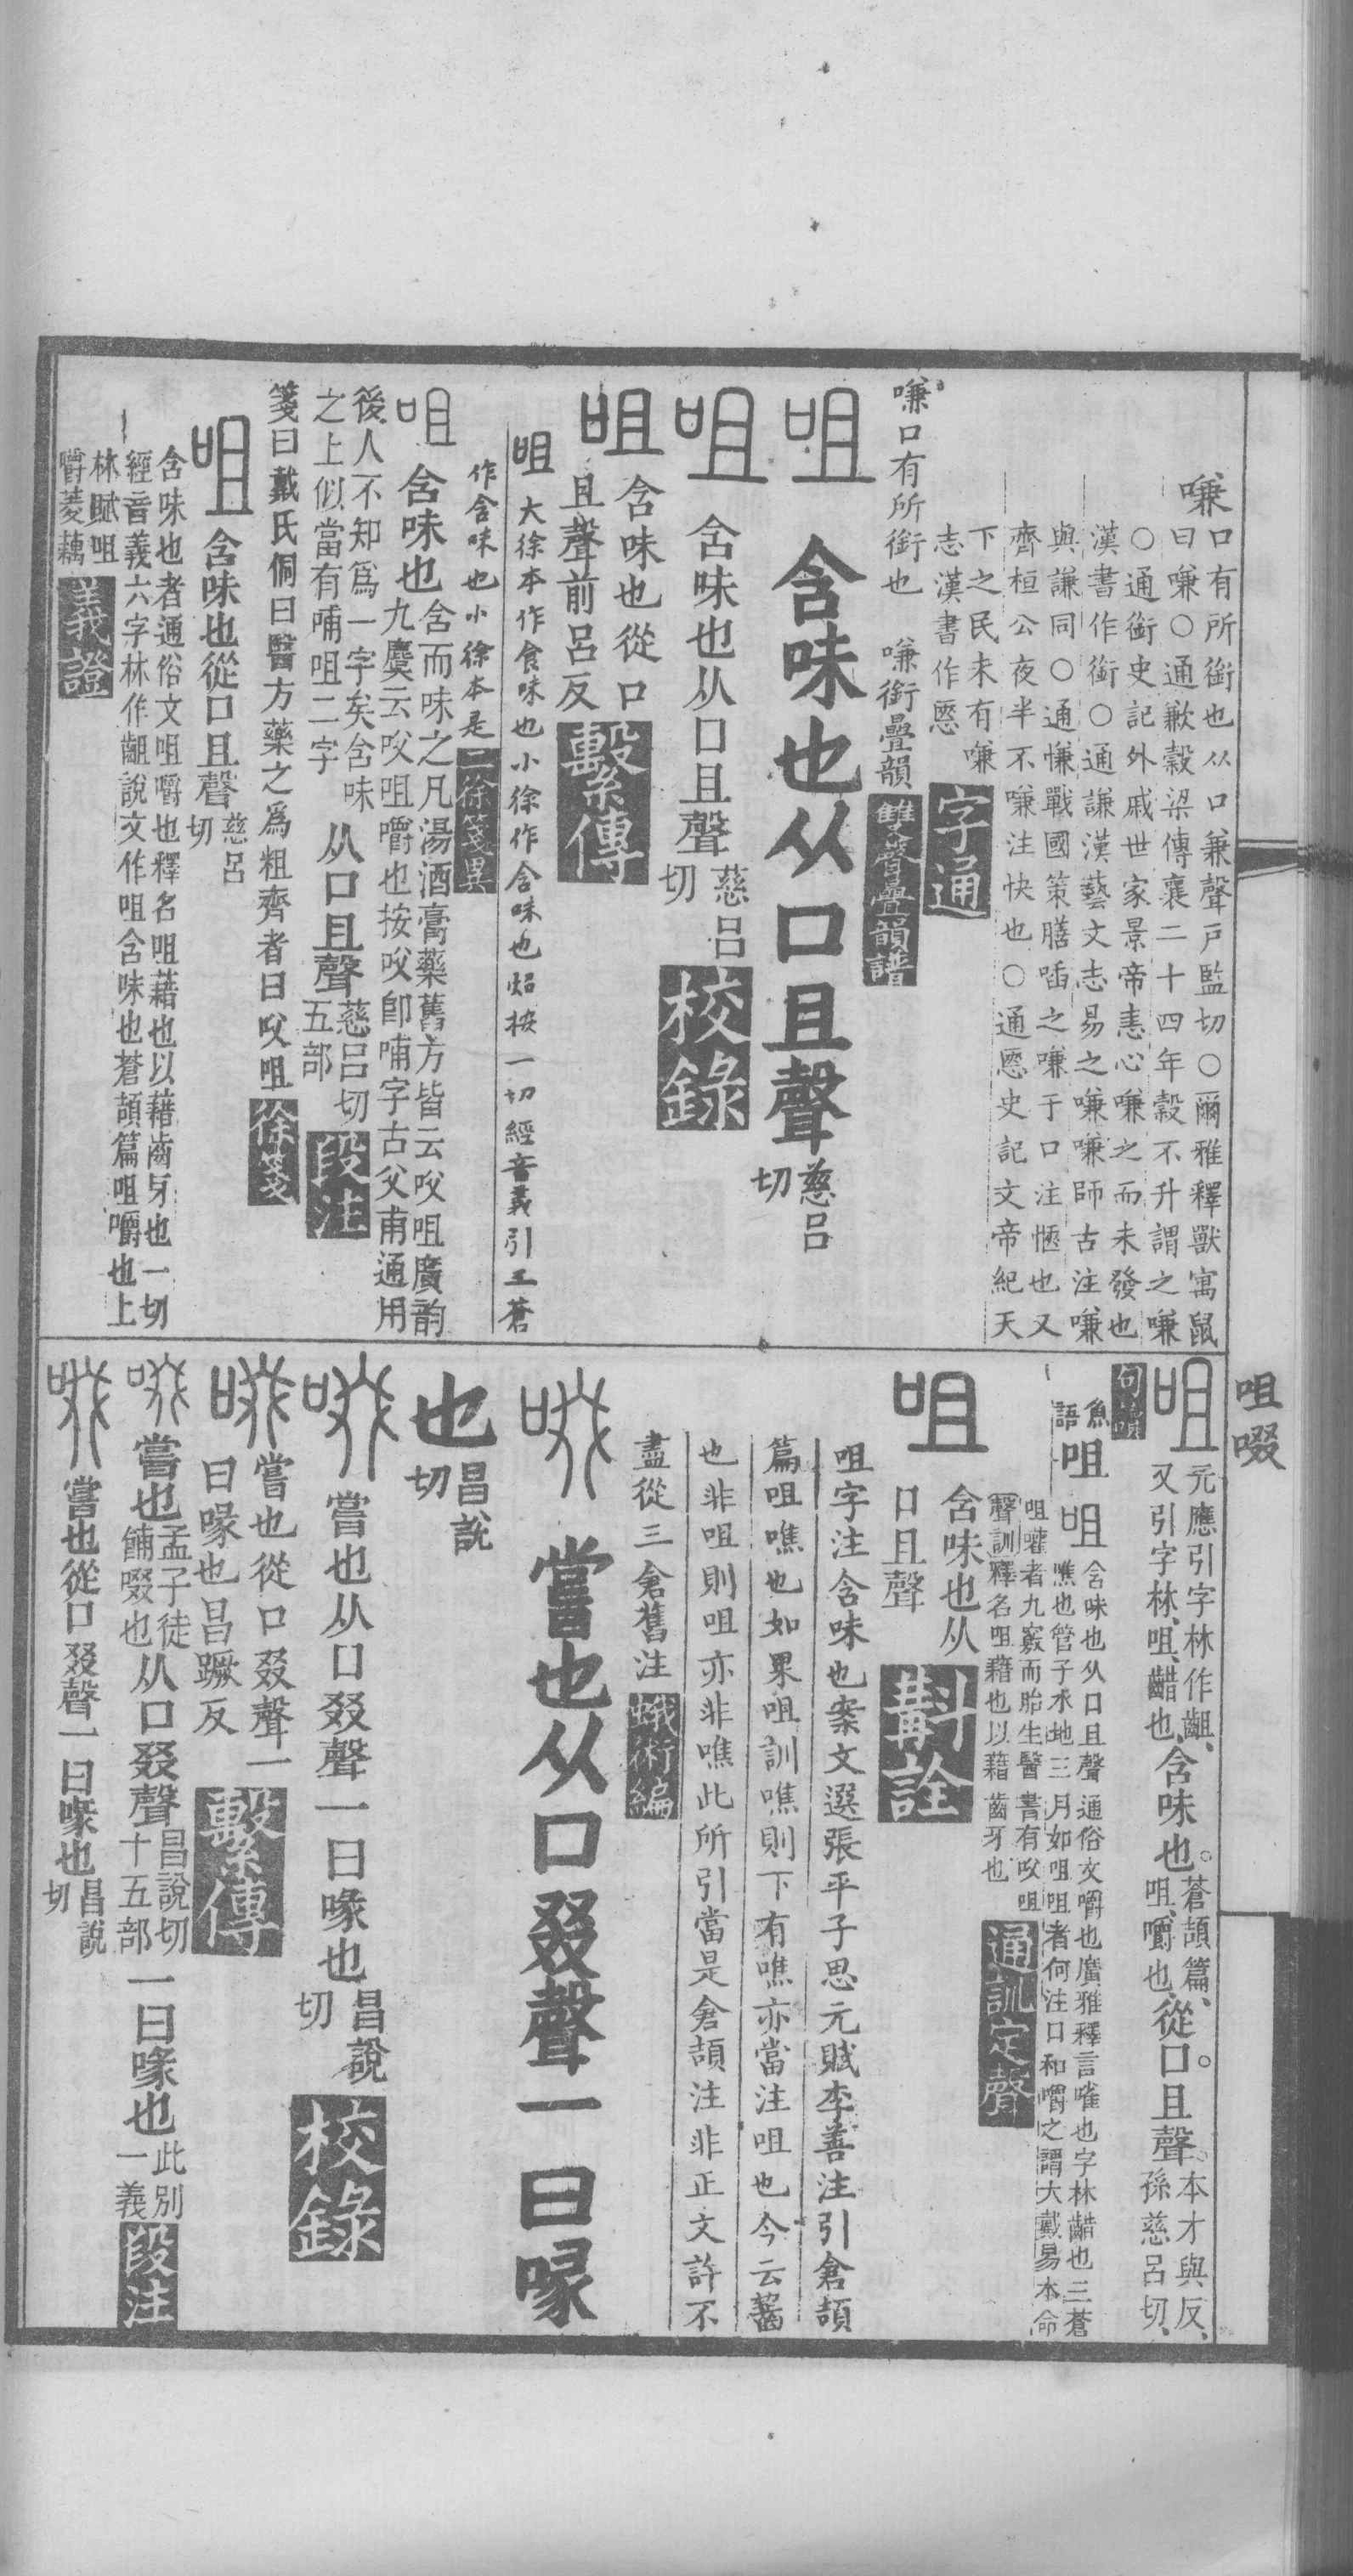 嗛口有所銜也从口兼聲戸監切○爾雅釋獸寓鼠
曰嗛○通歉穀梁傳襄二十四年穀不升謂之嗛
○通銜史記外戚世家景帝恚心嗛之而未發也
漢書作銜○通謙漢藝文志易之嗛嗛師古注嗛
與謙同○通慊戰國策膳啗之嗛于口注愜也又
齊桓公夜半不嗛注快也○通慝史記文帝紀天
下之民未有嗛
志漢書作慝
字通
嗛口有所銜也 嗛銜疊韻
雙聲疊韻譜
咀 含味也从口且聲
慈呂
切
咀 含味也从口且聲
慈呂
切
校錄
咀 含味也從口
且聲前呂反
繫傳
咀 大徐本作食味也小徐作含味也炤按一切經音義引三蒼
作含味也小徐本是
二徐箋異
咀 含味也
含而味之凡湯酒膏藥舊方皆云㕮咀廣韵
九麌云㕮咀嚼也按㕮卽哺字古父甫通用
後人不知爲一字矣含味
之上似當有哺咀二字
从口且聲
慈呂切
五部
段注
箋曰戴氏侗曰醫方藥之爲粗齊者曰㕮咀
徐箋
咀 含味也從口且聲
慈呂
切
含味也者通俗文咀嚼也釋名咀藉也以藉齒牙也一切
經音義六字林作齟說文作咀含味也蒼頡篇咀嚼也上
林賦咀
嚼蔆藕
義證
咀啜
咀
元應引字林作齟、
又引字林、咀、齰也、
含味也。
蒼頡篇、
咀、嚼也、
從口。且聲。
本才與反、
孫慈呂切、
句讀
魚
語
咀
咀
含味也从口且聲通俗文嚼也廣雅釋言嗺也字林齰也三蒼
噍也管子水地三月如咀咀者何注口和嚼之謂大戴易本命
咀嚾者九竅而胎生醫書有㕮咀
聲訓釋名咀藉也以藉齒牙也
通訓定聲
咀 含味也从
口且聲
斠詮
咀字注含味也案文選張平子思元賦李善注引倉頡
篇咀噍也如果咀訓噍則下有噍亦當注咀也今云齧
也非咀則咀亦非噍此所引當是倉頡注非正文許不
盡從三倉舊注
蛾術編
啜 嘗也从口叕聲一曰喙
也
昌說
切
啜 嘗也从口叕聲一曰喙也
昌說
切
校錄
啜 嘗也從口叕聲一
曰喙也昌蹶反
繫傳
啜 嘗也
孟子徒
餔啜也
从口叕聲
昌說切
十五部
一曰喙也
此別
一義
段注
啜 嘗也從口叕聲一曰喙也
昌說
切